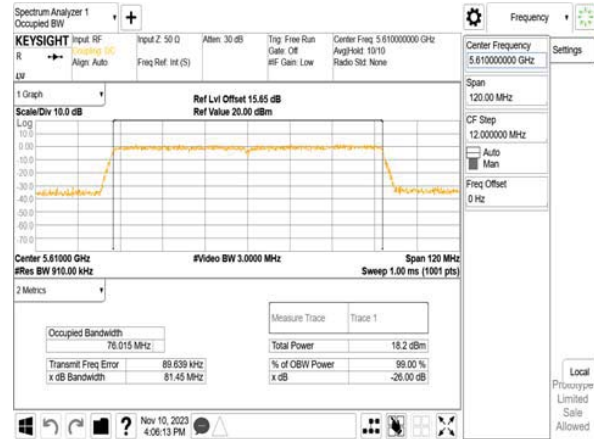 Spectrum Analyzer 1
Occupied BW
+
Frequency
KEYSIGHT
R
LV
Input: RF
Coupling: DC
Align: Auto
Input Z: 50 Ω
Freq Ref: Int (S)
Atten: 30 dB
Trig: Free Run
Gate: Off
#IF Gain: Low
Center Freq: 5.610000000 GHz
Avg|Hold: 10/10
Radio Std: None
1 Graph
Scale/Div 10.0 dB
Ref Lvl Offset 15.65 dB
Ref Value 20.00 dBm
Log
10.0
0.00
-10.0
-20.0
-30.0
-40.0
-50.0
-60.0
-70.0
Center 5.61000 GHz
#Res BW 910.00 kHz
#Video BW 3.0000 MHz
Span 120 MHz
Sweep 1.00 ms (1001 pts)
2 Metrics
Measure Trace
Trace 1
Occupied Bandwidth
76.015 MHz
Total Power
18.2 dBm
Transmit Freq Error
89.639 kHz
% of OBW Power
99.00 %
x dB Bandwidth
81.45 MHz
x dB
-26.00 dB
?
Nov 10, 2023
4:06:13 PM
Center Frequency
5.610000000 GHz
Span
120.00 MHz
CF Step
12.000000 MHz
Auto
Man
Freq Offset
0 Hz
Settings
Local
Prototype
Limited
Sale
Allowed